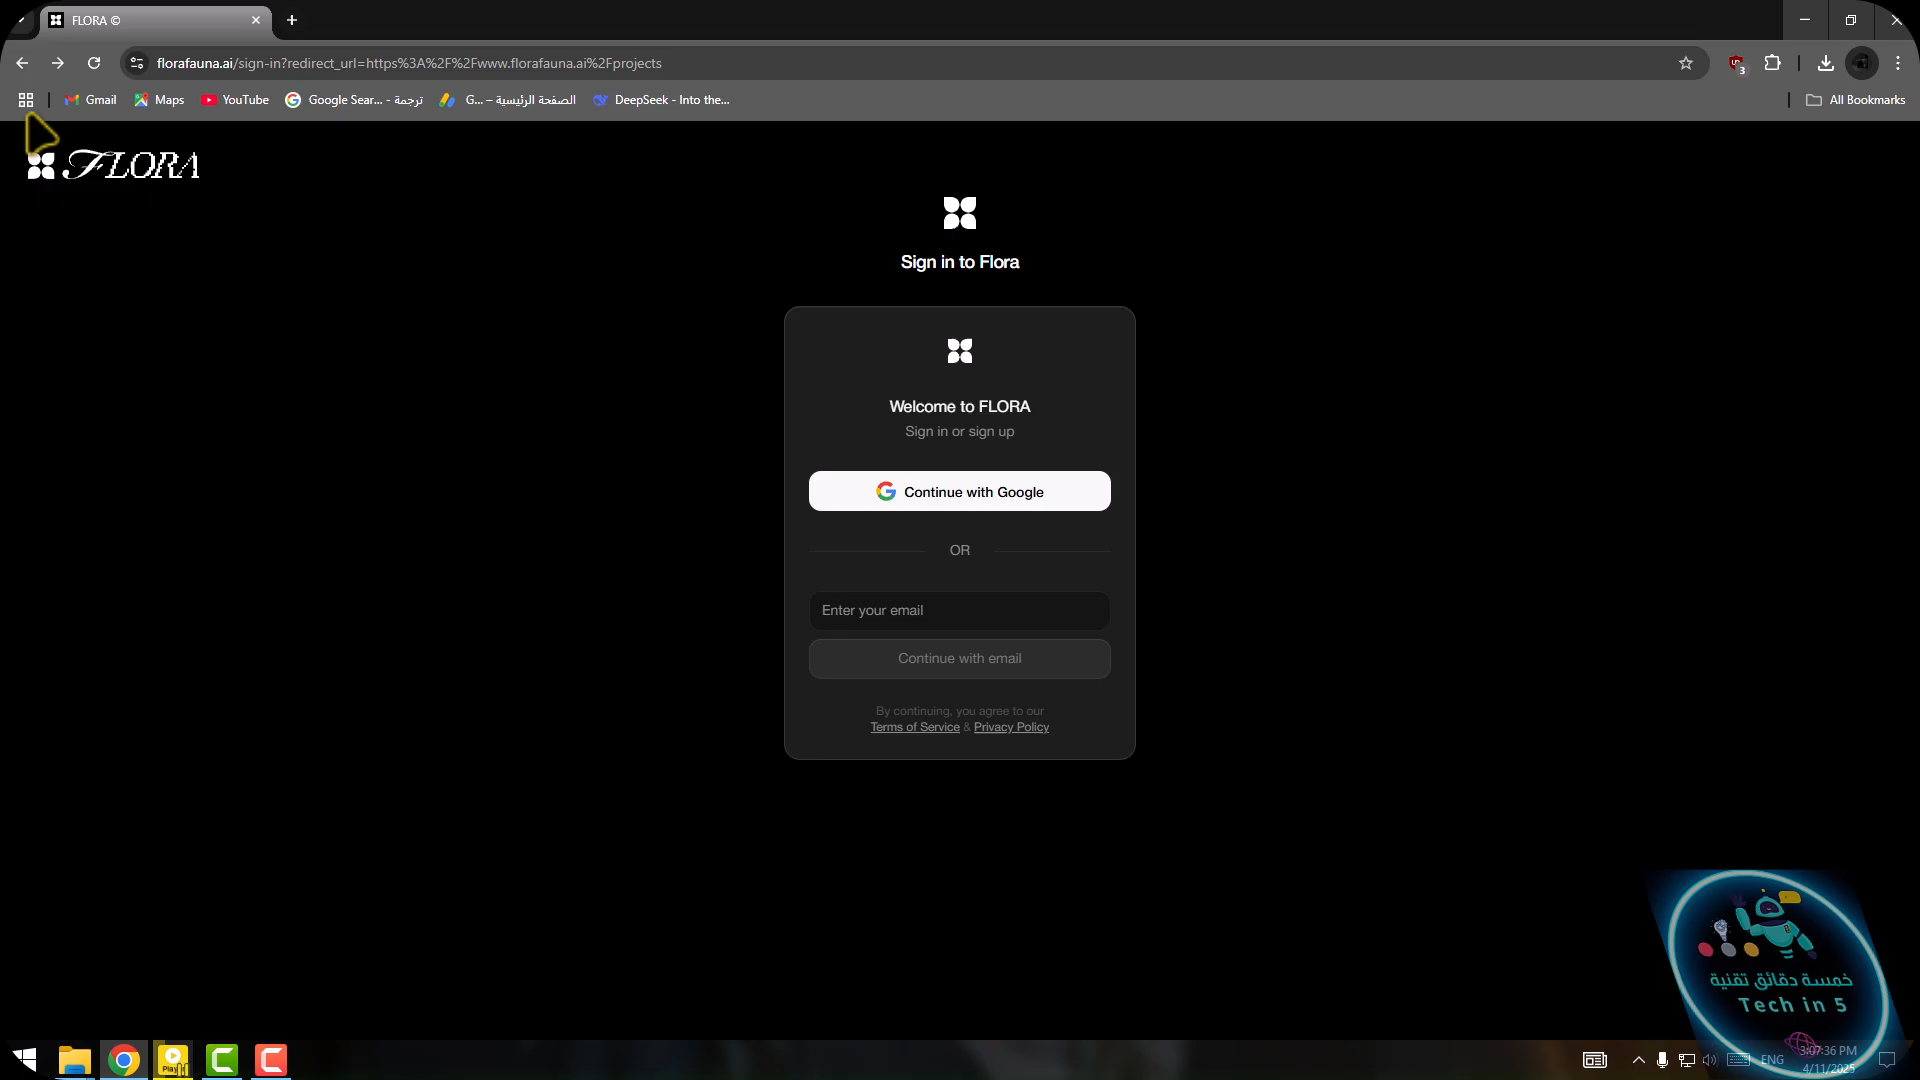 FLORA ©
florafauna.ai/sign-in?redirect_url=https%3A%2F%2Fwww.florafauna.ai%2Fprojects
Gmail
Maps
YouTube
Google Sear... - ترجمة
G... – الصفحة الرئيسية
DeepSeek - Into the...
All Bookmarks
3
FLORA
Sign in to Flora
Welcome to FLORA
Sign in or sign up
Continue with Google
OR
Enter your email
Continue with email
By continuing, you agree to our
Terms of Service & Privacy Policy
خمسة دقائق تقنية
Tech in 5
Play
ENG
3:07:36 PM
4/11/2025